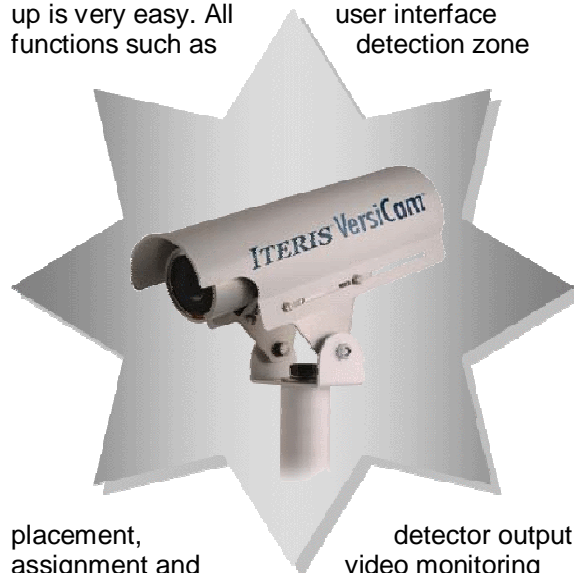 up is very easy. All user interface
functions such as detection zone
ITERIS VersiCam
placement, detector output
assignment and video monitoring